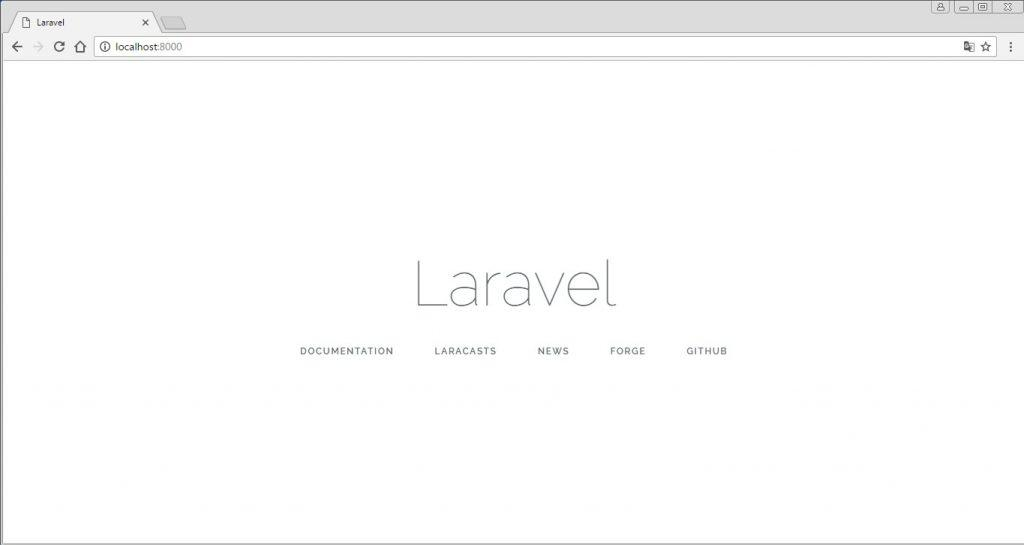 Laravel
localhost:8000
Laravel
DOCUMENTATION LARACASTS NEWS FORGE GITHUB